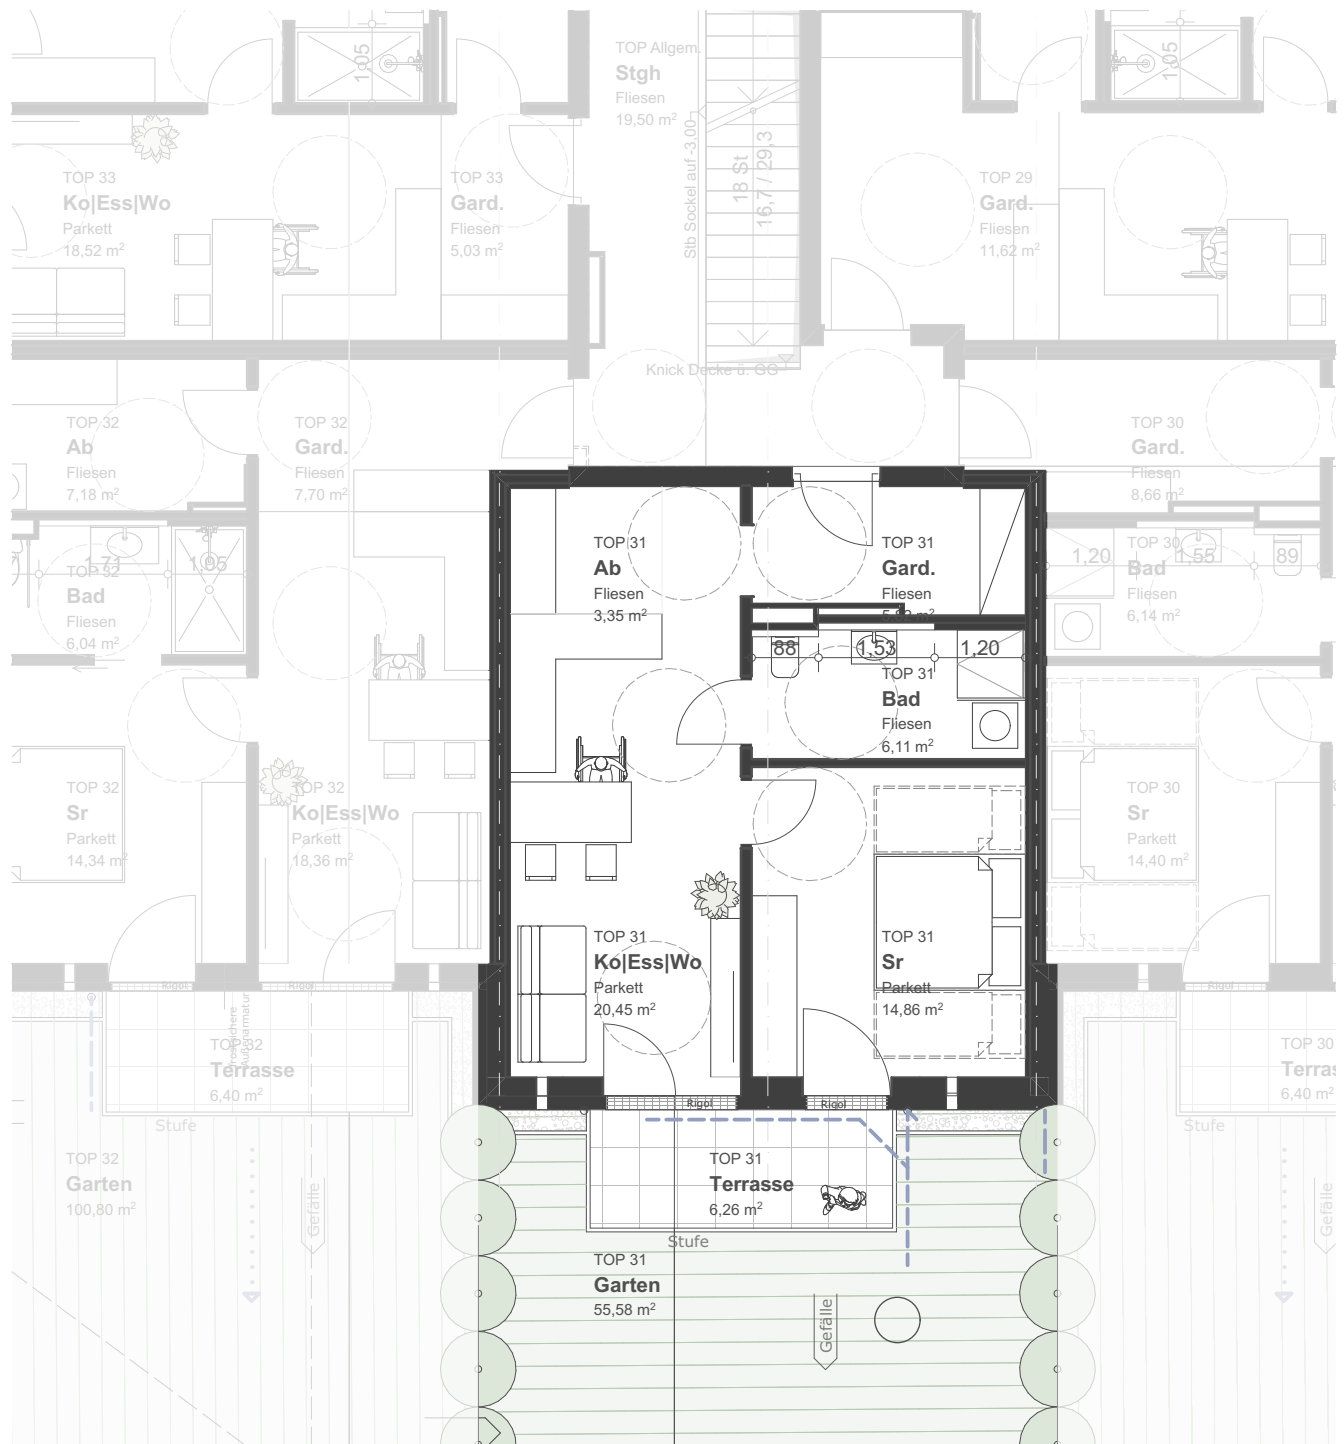 1,05
TOP Allgem.
Stgh
Fliesen
19,50 m²
1,05
TOP 33
Ko|Ess|Wo
Parkett
18,52 m²
TOP 33
Gard.
Fliesen
5,03 m²
Stb Sockel auf -3,00
18 St
16,7 / 29,3
TOP 29
Gard.
Fliesen
11,62 m²
Knick Decke ü. GG
TOP 32
Ab
Fliesen
7,18 m²
TOP 32
Gard.
Fliesen
7,70 m²
TOP 30
Gard.
Fliesen
8,66 m²
TOP 31
Ab
Fliesen
3,35 m²
TOP 31
Gard.
Fliesen
1,71
1,05
TOP 32
Bad
Fliesen
6,04 m²
1,20
1,55
89
TOP 30
Bad
Fliesen
6,14 m²
88
1,53
1,20
TOP 31
Bad
Fliesen
6,11 m²
TOP 32
Sr
Parkett
14,34 m²
TOP 32
Ko|Ess|Wo
Parkett
18,36 m²
TOP 30
Sr
Parkett
14,40 m²
TOP 31
Ko|Ess|Wo
Parkett
20,45 m²
TOP 31
Sr
Parkett
14,86 m²
Rigol
Rigol
Rigol
Rigol
Rigol
Außenarmatur
TOP 32
Terrasse
6,40 m²
Stufe
TOP 31
Terrasse
6,26 m²
Stufe
TOP 30
Terras
6,40 m²
Stufe
TOP 32
Garten
100,80 m²
Gefälle
TOP 31
Garten
55,58 m²
Gefälle
Gefälle